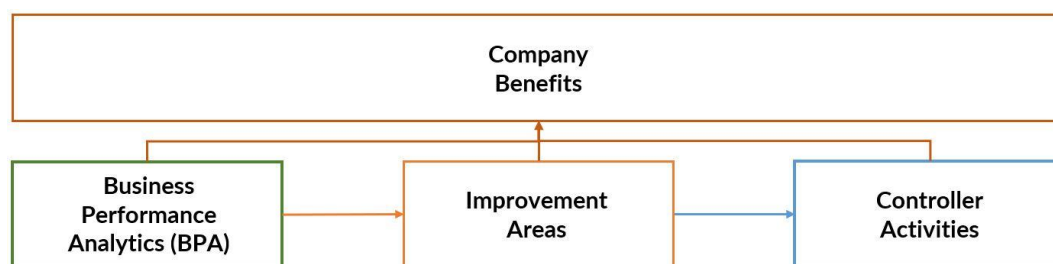 Company
Benefits
Business
Performance
Analytics (BPA)
Improvement
Areas
Controller
Activities